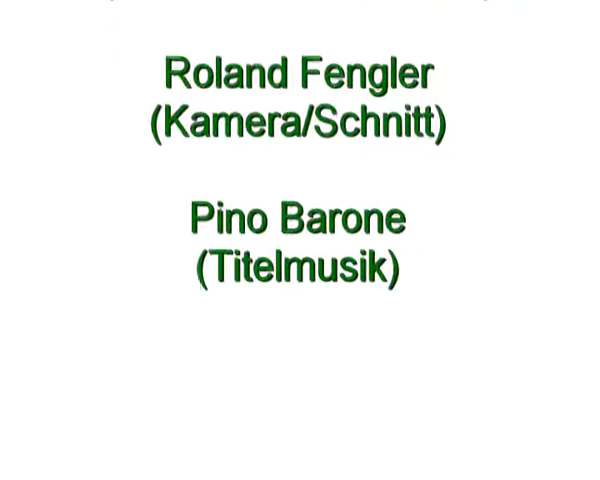 Roland Fengler
(Kamera/Schnitt)
Pino Barone
(Titelmusik)